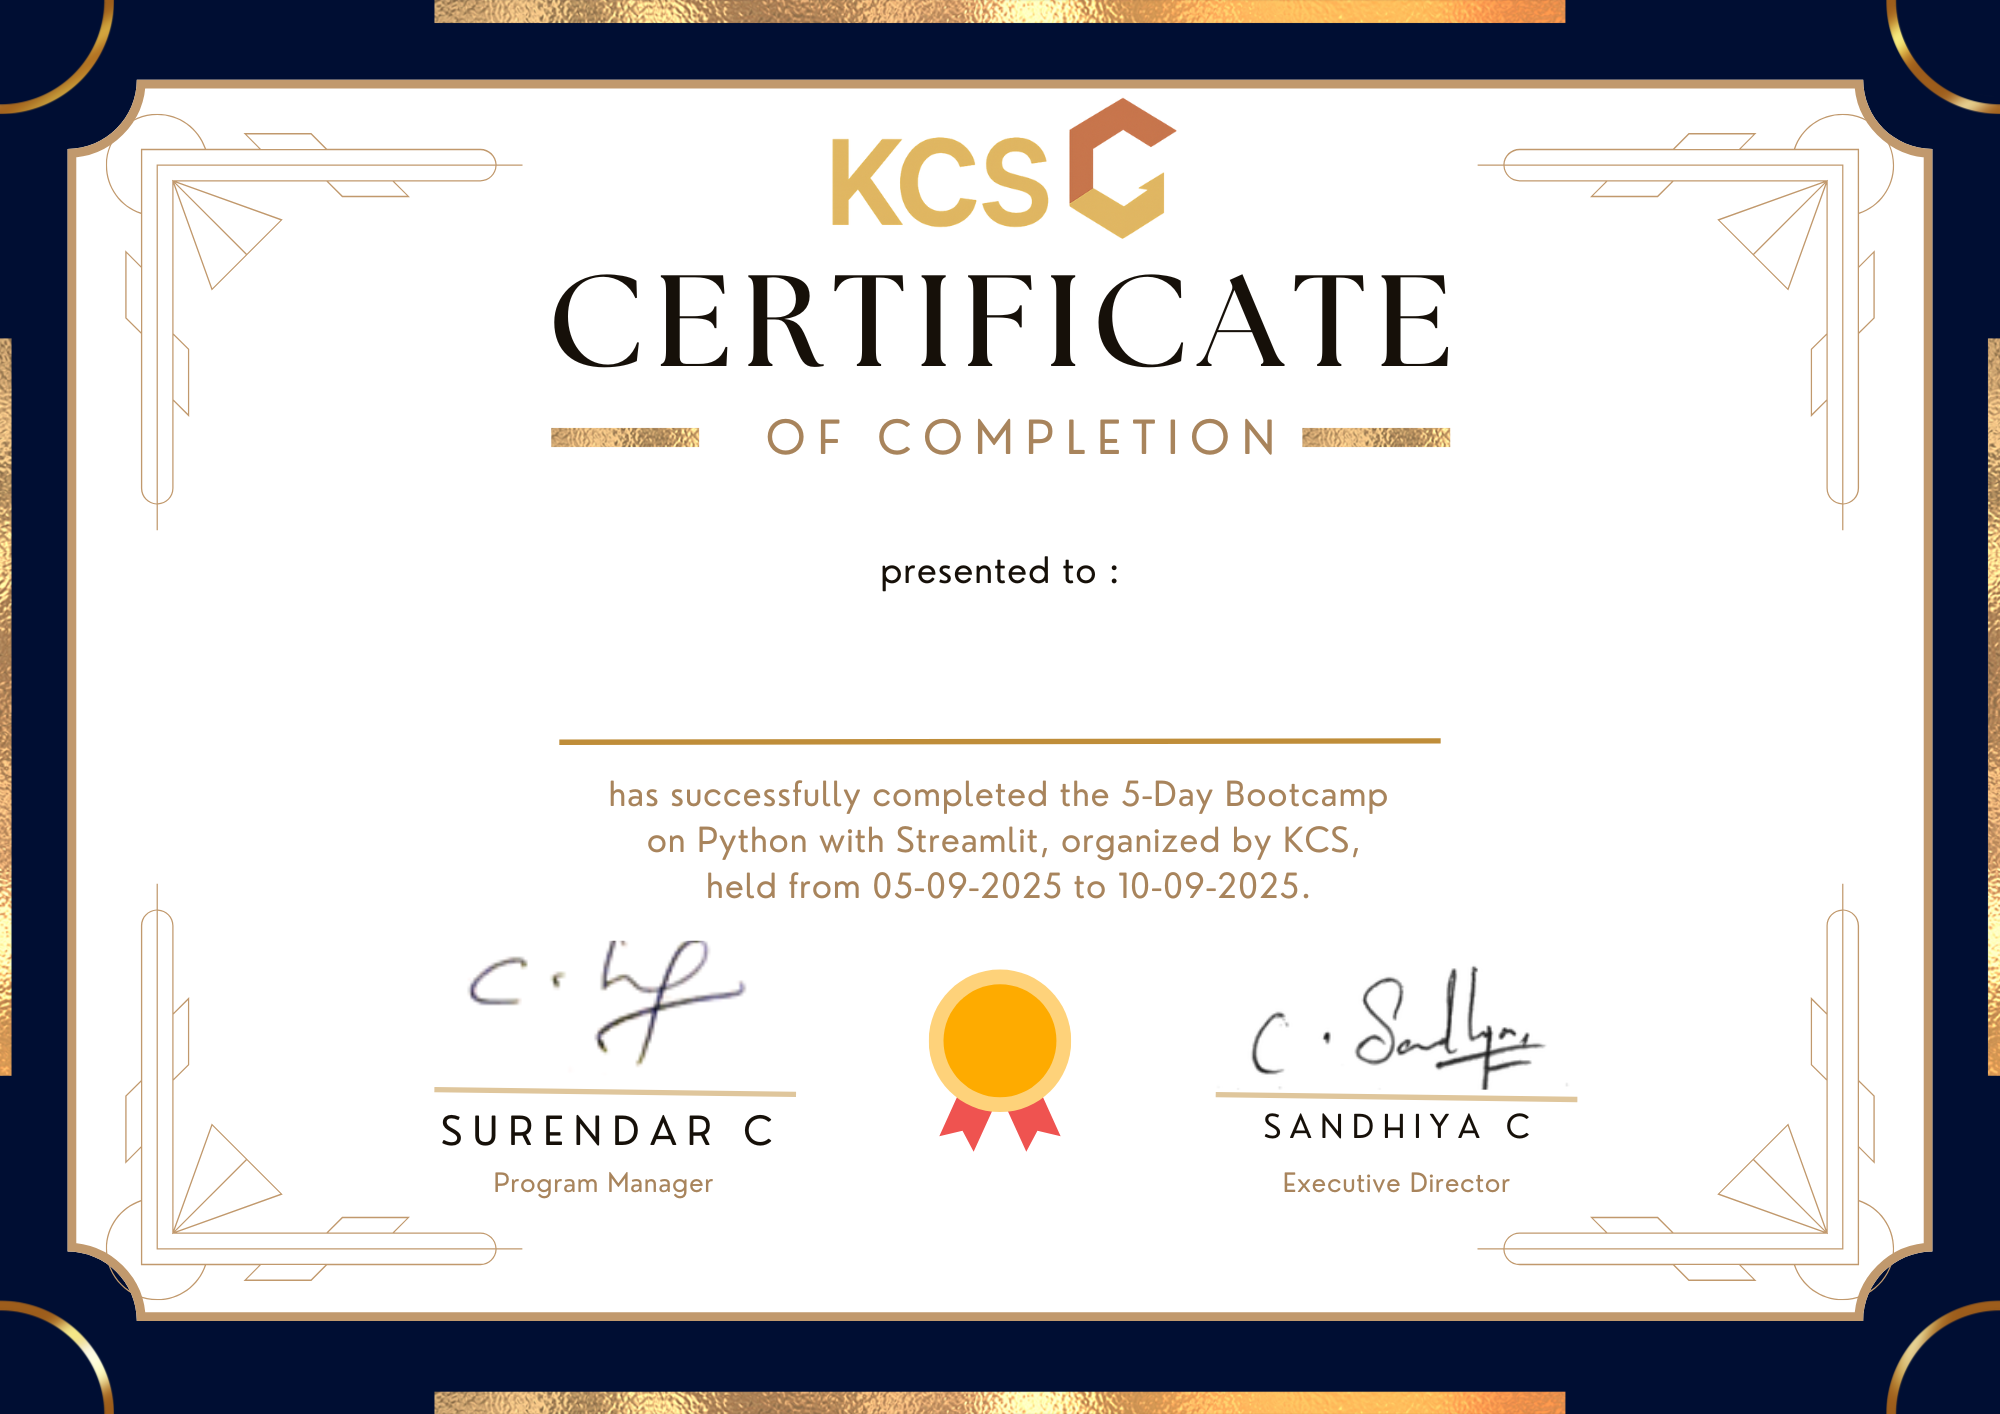 KCS
CERTIFICATE
OF COMPLETION
presented to :
has successfully completed the 5-Day Bootcamp
on Python with Streamlit, organized by KCS,
held from 05-09-2025 to 10-09-2025.
C. Sandhiya
SURENDAR C
SANDHIYA C
Program Manager
Executive Director